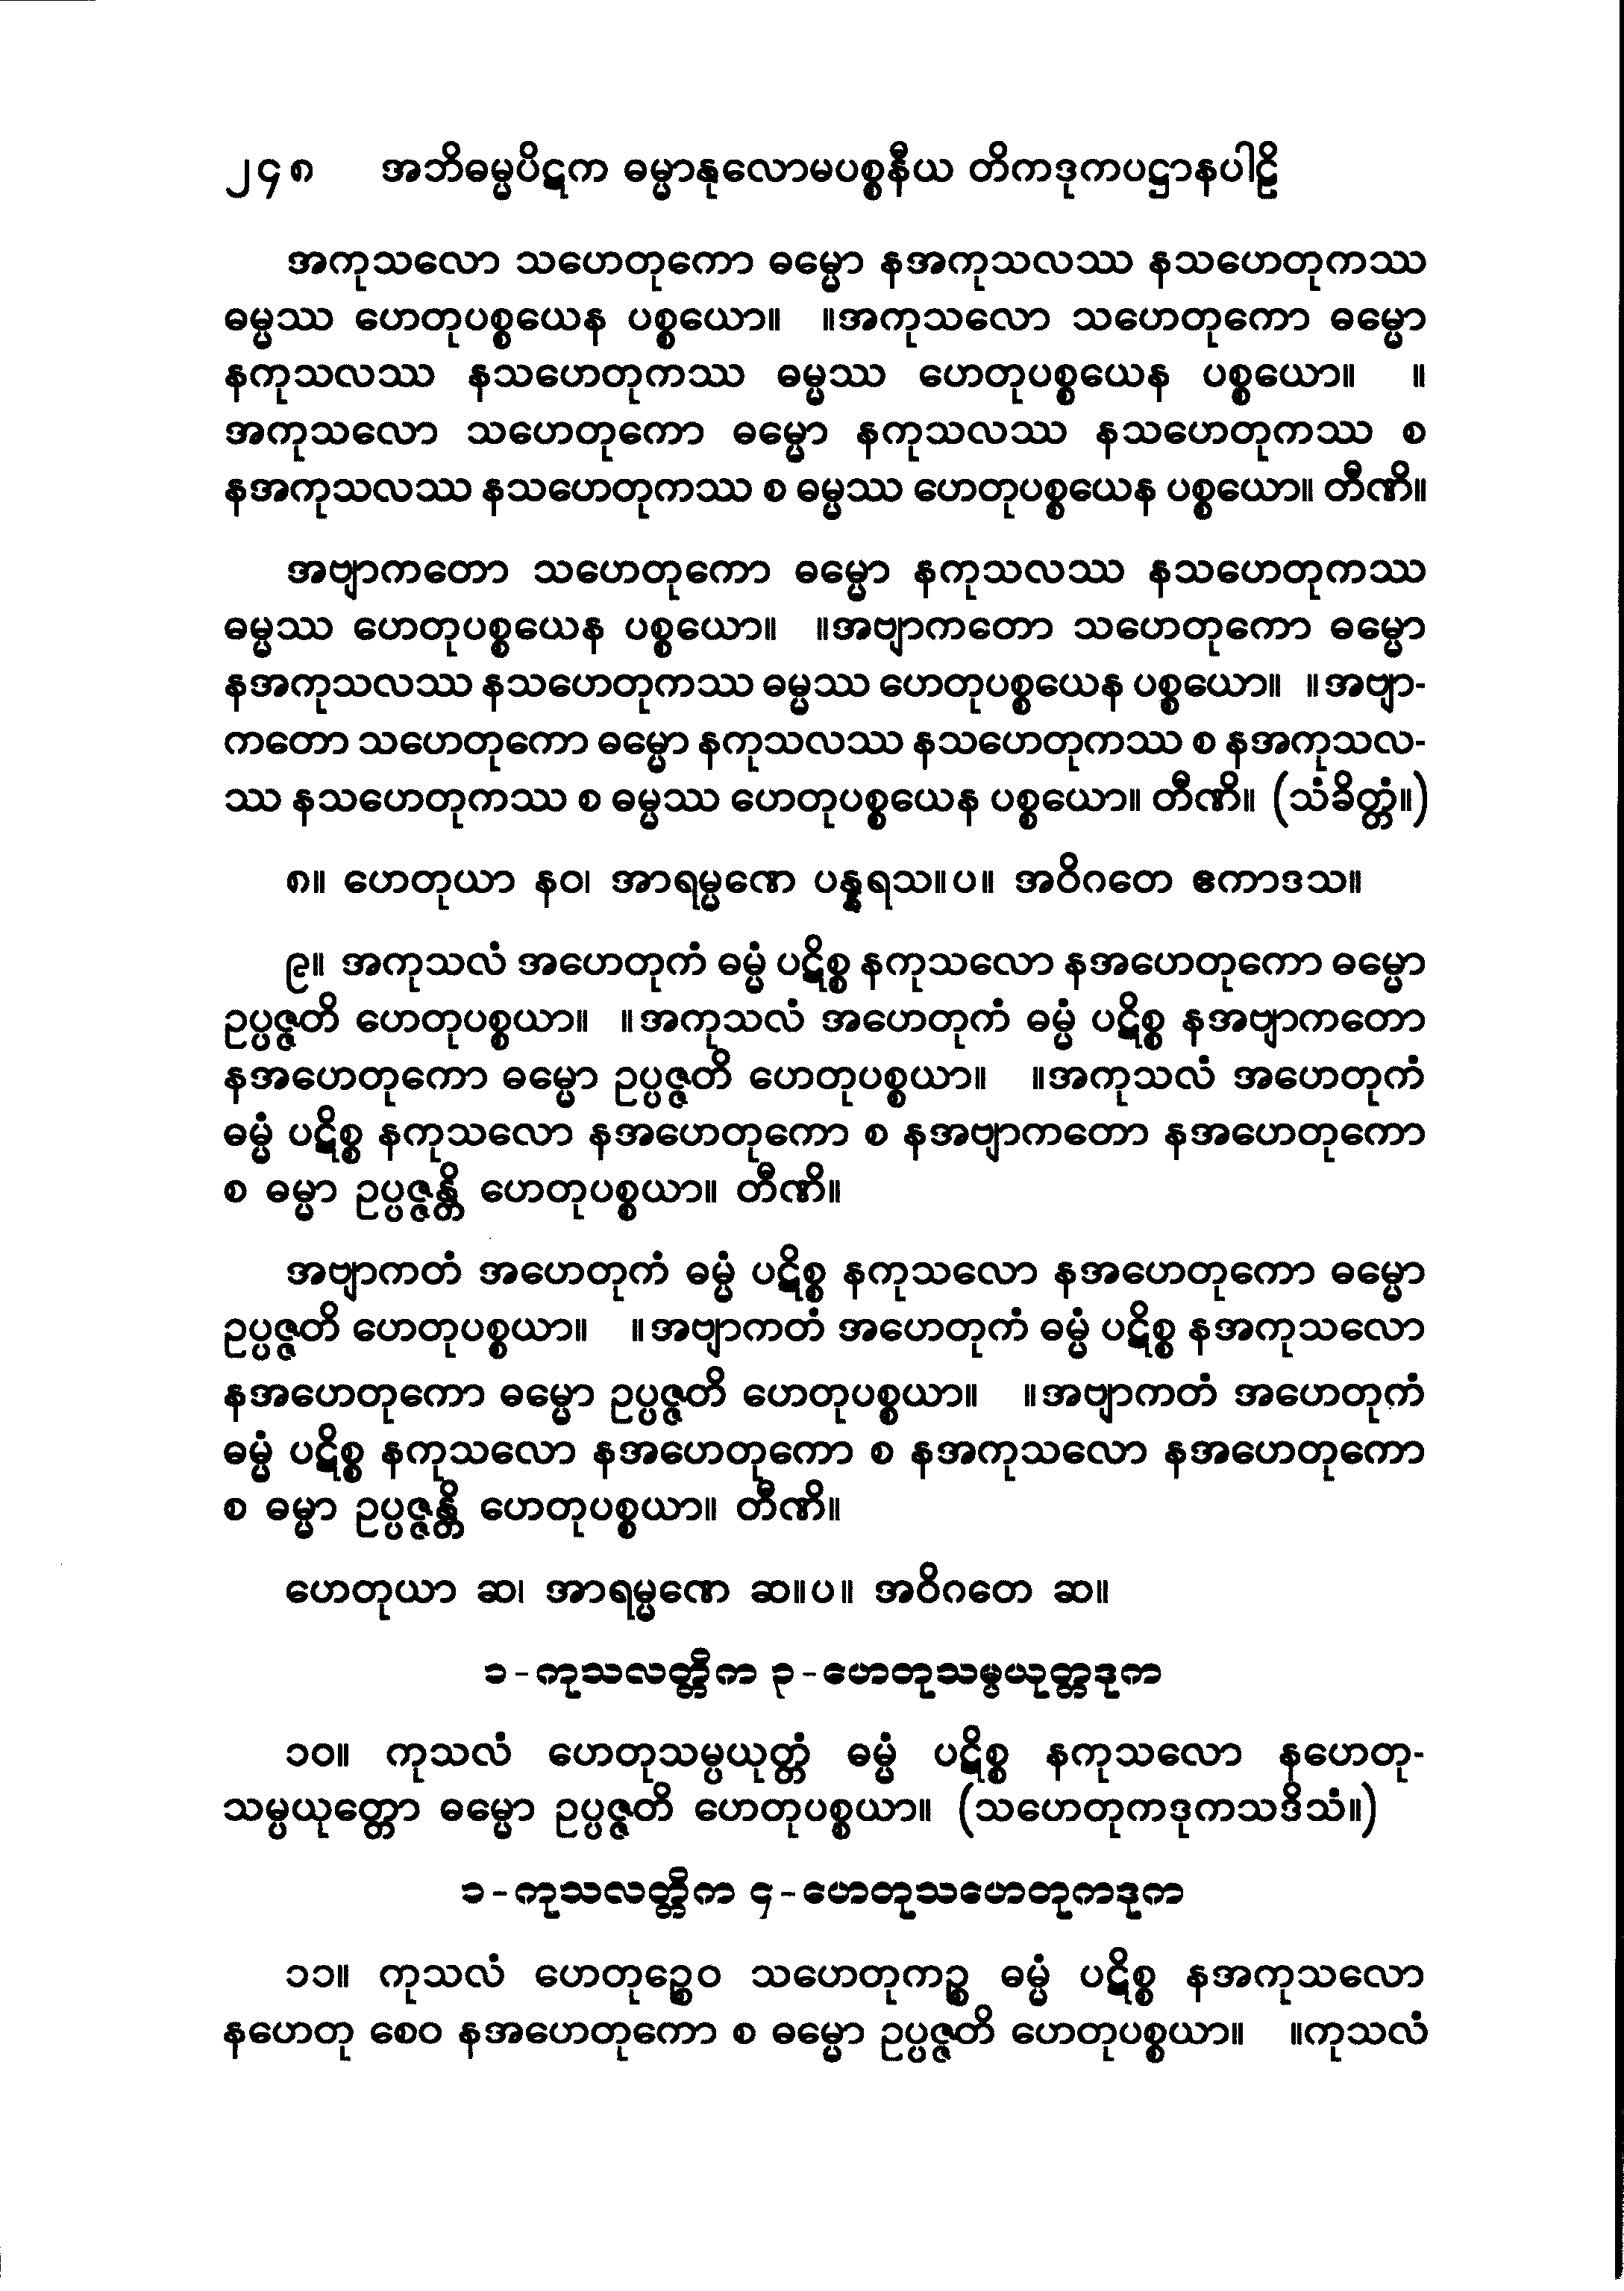 ၂၄၈ အဘိဓမ္မပိဋက ဓမ္မာနုလောမပစ္စနီယ တိကဒုကပဋ္ဌာနပါဠိ
အကုသလော သဟေတုကော ဓမ္မော နအကုသလဿ နသဟေတုကဿ
ဓမ္မဿ ဟေတုပစ္စယေန ပစ္စယော။ ။အကုသလော သဟေတုကော ဓမ္မော
နကုသလဿ နသဟေတုကဿ ဓမ္မဿ ဟေတုပစ္စယေန ပစ္စယော။ ။
အကုသလော သဟေတုကော ဓမ္မော နကုသလဿ နသဟေတုကဿ စ
နအကုသလဿ နသဟေတုကဿ စ ဓမ္မဿ ဟေတုပစ္စယေန ပစ္စယော။ တီဏိ။
အဗျာကတော သဟေတုကော ဓမ္မော နကုသလဿ နသဟေတုကဿ
ဓမ္မဿ ဟေတုပစ္စယေန ပစ္စယော။ ။အဗျာကတော သဟေတုကော ဓမ္မော
နအကုသလဿ နသဟေတုကဿ ဓမ္မဿ ဟေတုပစ္စယေန ပစ္စယော။ ။အဗျာ-
ကတော သဟေတုကော ဓမ္မော နကုသလဿ နသဟေတုကဿ စ နအကုသလ-
ဿ နသဟေတုကဿ စ ဓမ္မဿ ဟေတုပစ္စယေန ပစ္စယော။ တီဏိ။ (သံခိတ္တံ။)
၈။ ဟေတုယာ နဝ၊ အာရမ္မဏေ ပန္နရသ။ပ။ အဝိဂတေ ဧကာဒသ။
၉။ အကုသလံ အဟေတုကံ ဓမ္မံ ပဋိစ္စ နကုသလော နအဟေတုကော ဓမ္မော
ဥပ္ပဇ္ဇတိ ဟေတုပစ္စယာ။ ။အကုသလံ အဟေတုကံ ဓမ္မံ ပဋိစ္စ နအဗျာကတော
နအဟေတုကော ဓမ္မော ဥပ္ပဇ္ဇတိ ဟေတုပစ္စယာ။ ။အကုသလံ အဟေတုကံ
ဓမ္မံ ပဋိစ္စ နကုသလော နအဟေတုကော စ နအဗျာကတော နအဟေတုကော
စ ဓမ္မာ ဥပ္ပဇ္ဇန္တိ ဟေတုပစ္စယာ။ တီဏိ။
အဗျာကတံ အဟေတုကံ ဓမ္မံ ပဋိစ္စ နကုသလော နအဟေတုကော ဓမ္မော
ဥပ္ပဇ္ဇတိ ဟေတုပစ္စယာ။ ။အဗျာကတံ အဟေတုကံ ဓမ္မံ ပဋိစ္စ နအကုသလော
နအဟေတုကော ဓမ္မော ဥပ္ပဇ္ဇတိ ဟေတုပစ္စယာ။ ။အဗျာကတံ အဟေတုကံ
ဓမ္မံ ပဋိစ္စ နကုသလော နအဟေတုကော စ နအကုသလော နအဟေတုကော
စ ဓမ္မာ ဥပ္ပဇ္ဇန္တိ ဟေတုပစ္စယာ။ တီဏိ။
ဟေတုယာ ဆ၊ အာရမ္မဏေ ဆ။ပ။ အဝိဂတေ ဆ။
၁-ကုသလတ္တိက ၃-ဟေတုသမ္ပယုတ္တဒုက
၁၀။ ကုသလံ ဟေတုသမ္ပယုတ္တံ ဓမ္မံ ပဋိစ္စ နကုသလော နဟေတု-
သမ္ပယုတ္တော ဓမ္မော ဥပ္ပဇ္ဇတိ ဟေတုပစ္စယာ။ (သဟေတုကဒုကသဒိသံ။)
၁-ကုသလတ္တိက ၄-ဟေတုသဟေတုကဒုက
၁၁။ ကုသလံ ဟေတုဉ္စေဝ သဟေတုကဉ္စ ဓမ္မံ ပဋိစ္စ နအကုသလော
နဟေတု စေဝ နအဟေတုကော စ ဓမ္မော ဥပ္ပဇ္ဇတိ ဟေတုပစ္စယာ။ ။ကုသလံ